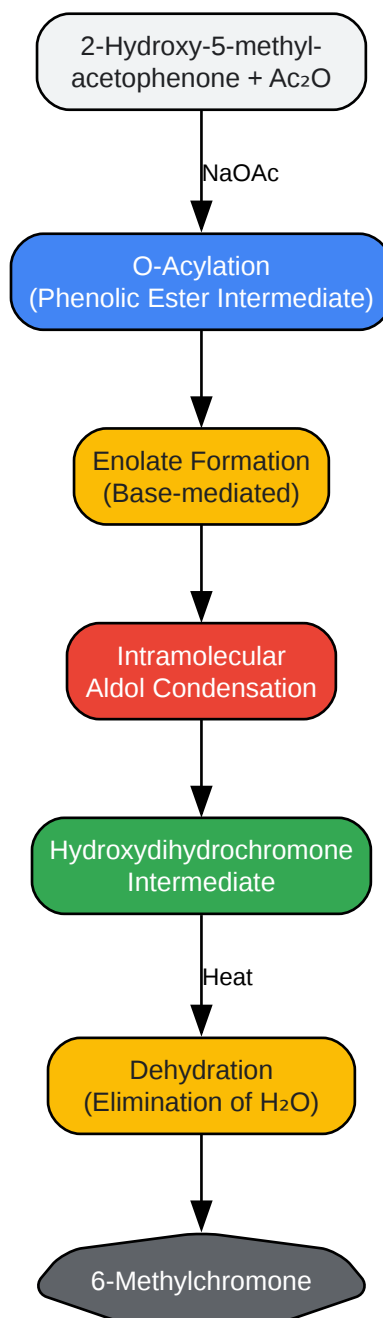 2-Hydroxy-5-methyl-
acetophenone + Ac₂O
NaOAc
O-Acylation
(Phenolic Ester Intermediate)
Enolate Formation
(Base-mediated)
Intramolecular
Aldol Condensation
Hydroxydihydrochromone
Intermediate
Heat
Dehydration
(Elimination of H₂O)
6-Methylchromone